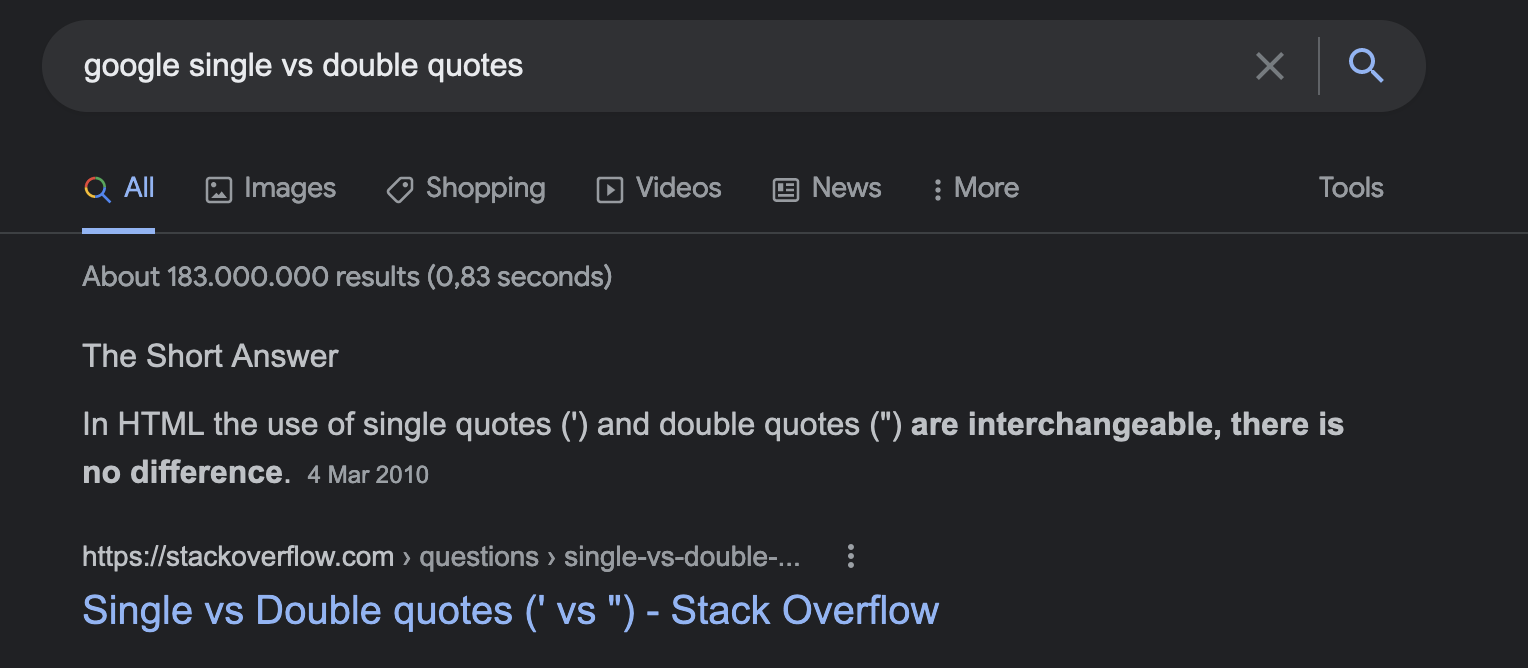 google single vs double quotes
All Images Shopping Videos News More Tools
About 183.000.000 results (0,83 seconds)
The Short Answer
In HTML the use of single quotes (') and double quotes (") are interchangeable, there is
no difference. 4 Mar 2010
https://stackoverflow.com › questions › single-vs-double-...
Single vs Double quotes (' vs ") - Stack Overflow